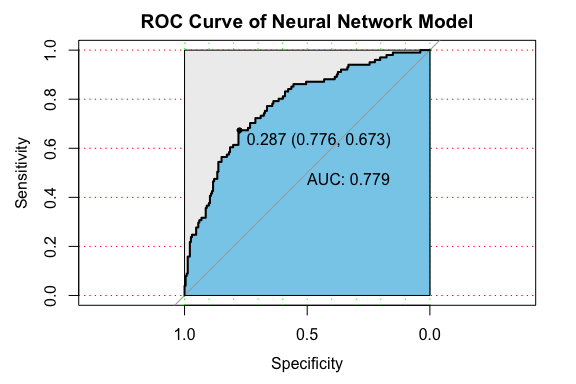 ROC Curve of Neural Network Model
Sensitivity
1.0
0.8
0.6
0.4
0.2
0.0
0.287 (0.776, 0.673)
AUC: 0.779
1.0 0.5 0.0
Specificity